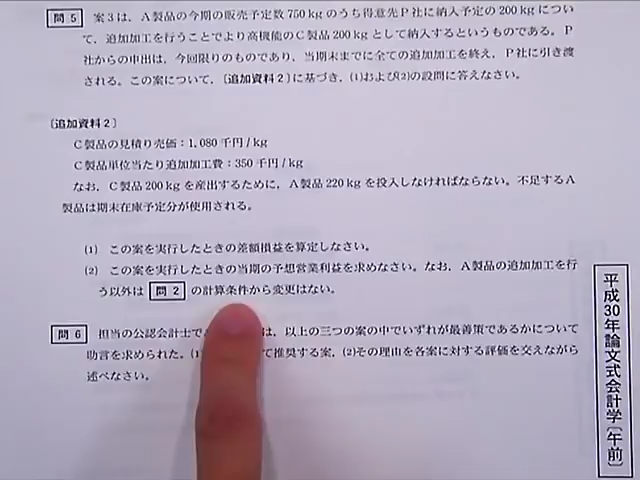 問5 案3は，A製品の今期の販売予定数750kgのうち得意先P社に納入予定の200kgについ
て，追加加工を行うことでより高機能のC製品200kgとして納入するというものである。P
社からの申出は，今回限りのものであり，当期末までに全ての追加加工を終え，P社に引き渡
される。この案について，〔追加資料2〕に基づき，(1)および(2)の設問に答えなさい。
〔追加資料2〕
C製品の見積り売価：1,080千円/kg
C製品単位当たり追加加工費：350千円/kg
なお，C製品200kgを産出するために，A製品220kgを投入しなければならない。不足するA
製品は期末在庫予定分が使用される。
(1) この案を実行したときの差額損益を算定しなさい。
(2) この案を実行したときの当期の予想営業利益を求めなさい。なお，A製品の追加加工を行
う以外は 問2 の計算条件から変更はない。
問6 担当の公認会計士で は，以上の三つの案の中でいずれが最善策であるかについて
助言を求められた。(1 て推奨する案，(2)その理由を各案に対する評価を交えながら
述べなさい。
平成30年論文式会計学〔午前〕